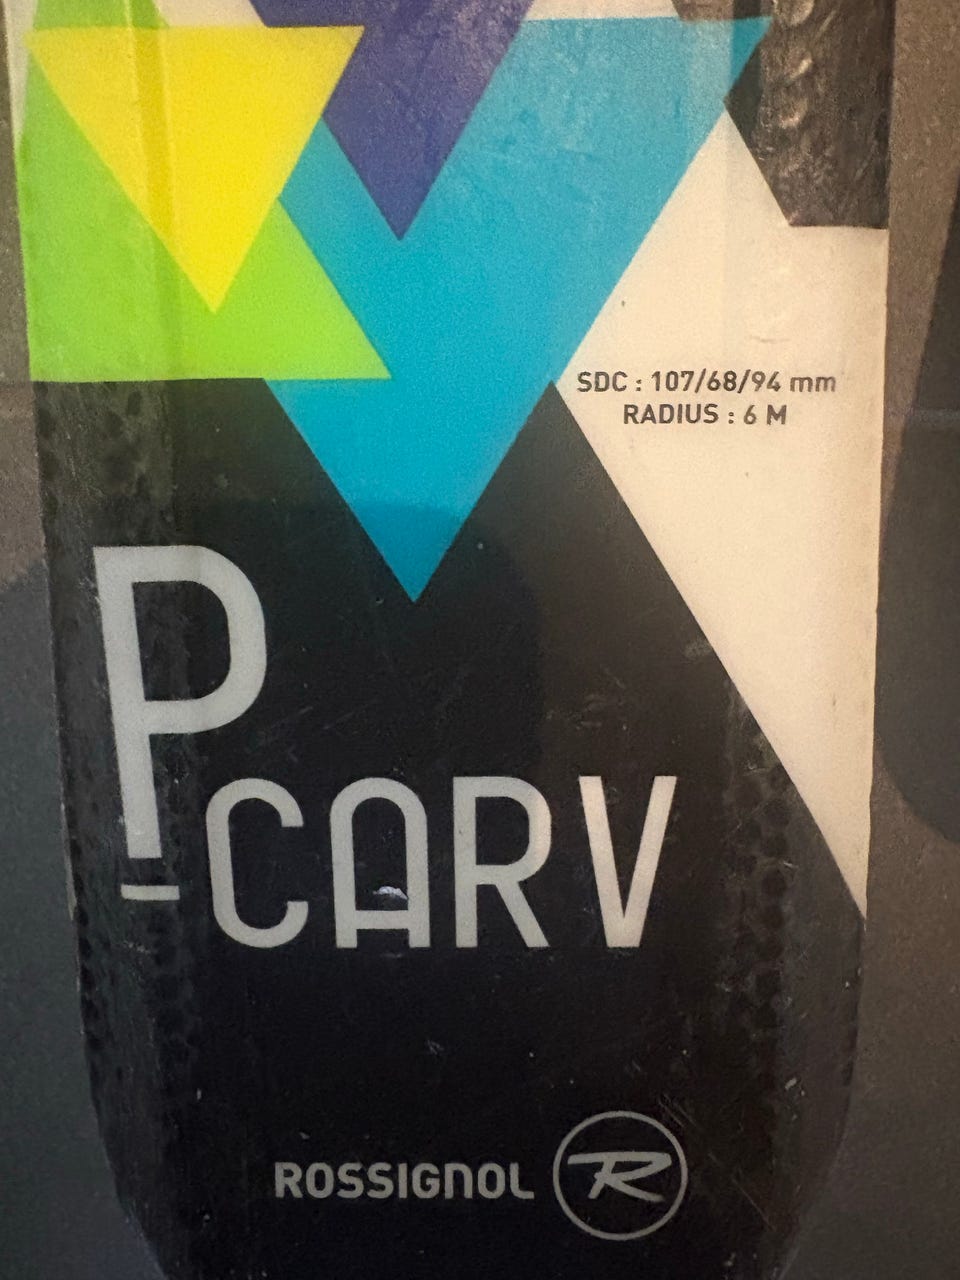 SDC : 107/68/94 mm
RADIUS : 6 M
P
CARV
ROSSIGNOL R